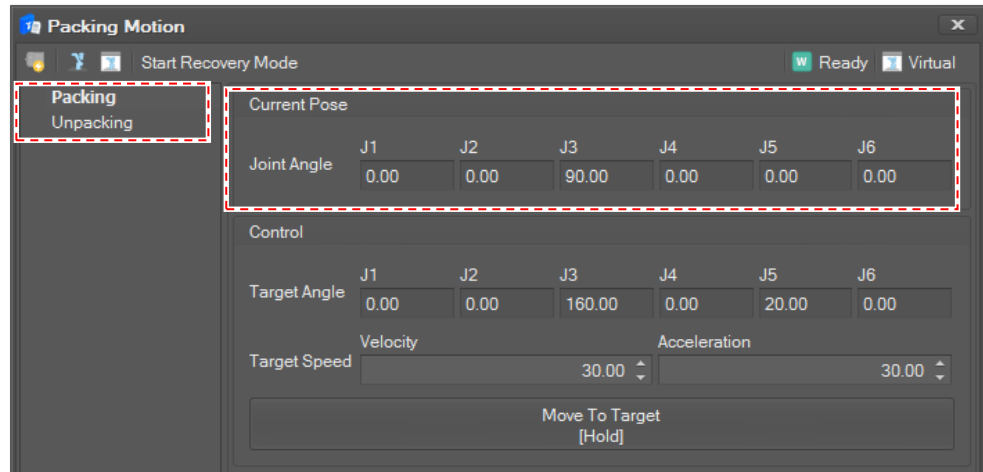 Packing Motion
Start Recovery Mode
W Ready Virtual
Packing
Unpacking
Current Pose
J1 J2 J3 J4 J5 J6
Joint Angle 0.00 0.00 90.00 0.00 0.00 0.00
Control
J1 J2 J3 J4 J5 J6
Target Angle 0.00 0.00 160.00 0.00 20.00 0.00
Velocity Acceleration
Target Speed 30.00 30.00
Move To Target
[Hold]